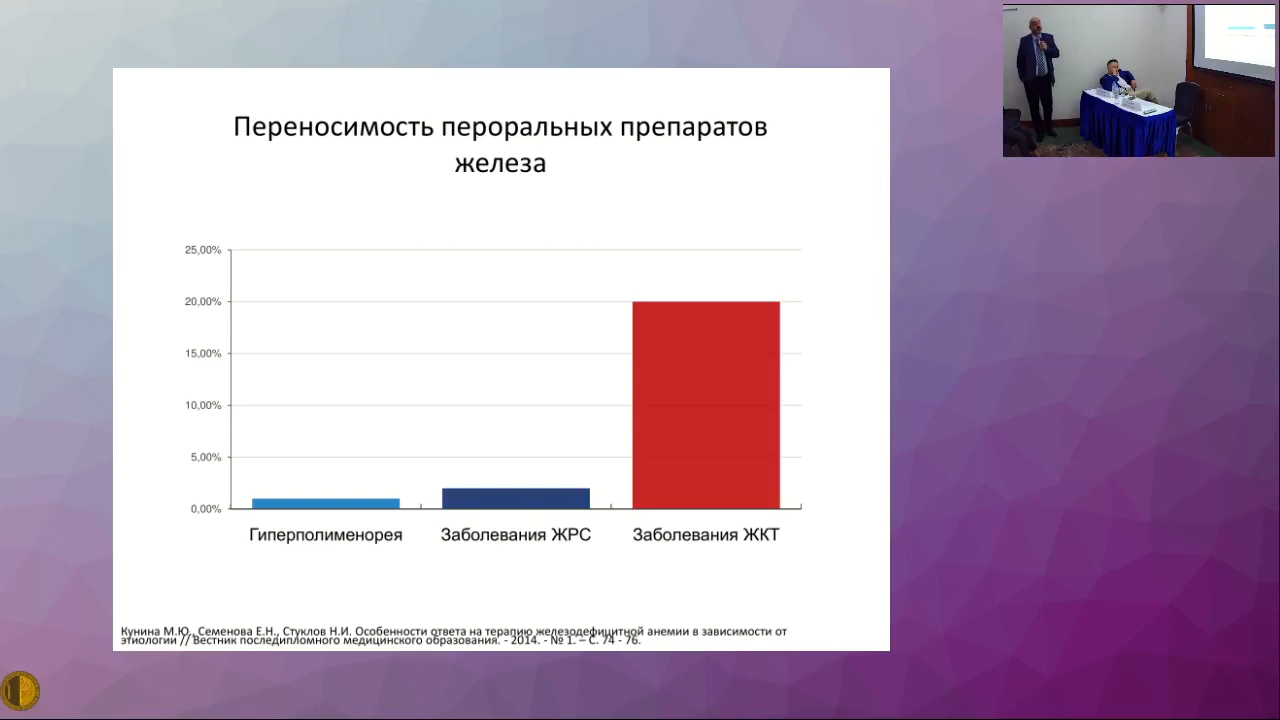 Переносимость пероральных препаратов
железа
25,00%
20,00%
15,00%
10,00%
5,00%
0,00%
Гиперполименорея
Заболевания ЖРС
Заболевания ЖКТ
Кунина М.Ю., Семенова Е.Н., Стуклов Н.И. Особенности ответа на терапию железодефицитной анемии в зависимости от
этиологии // Вестник последипломного медицинского образования. - 2014. - № 1. – С. 74 - 76.